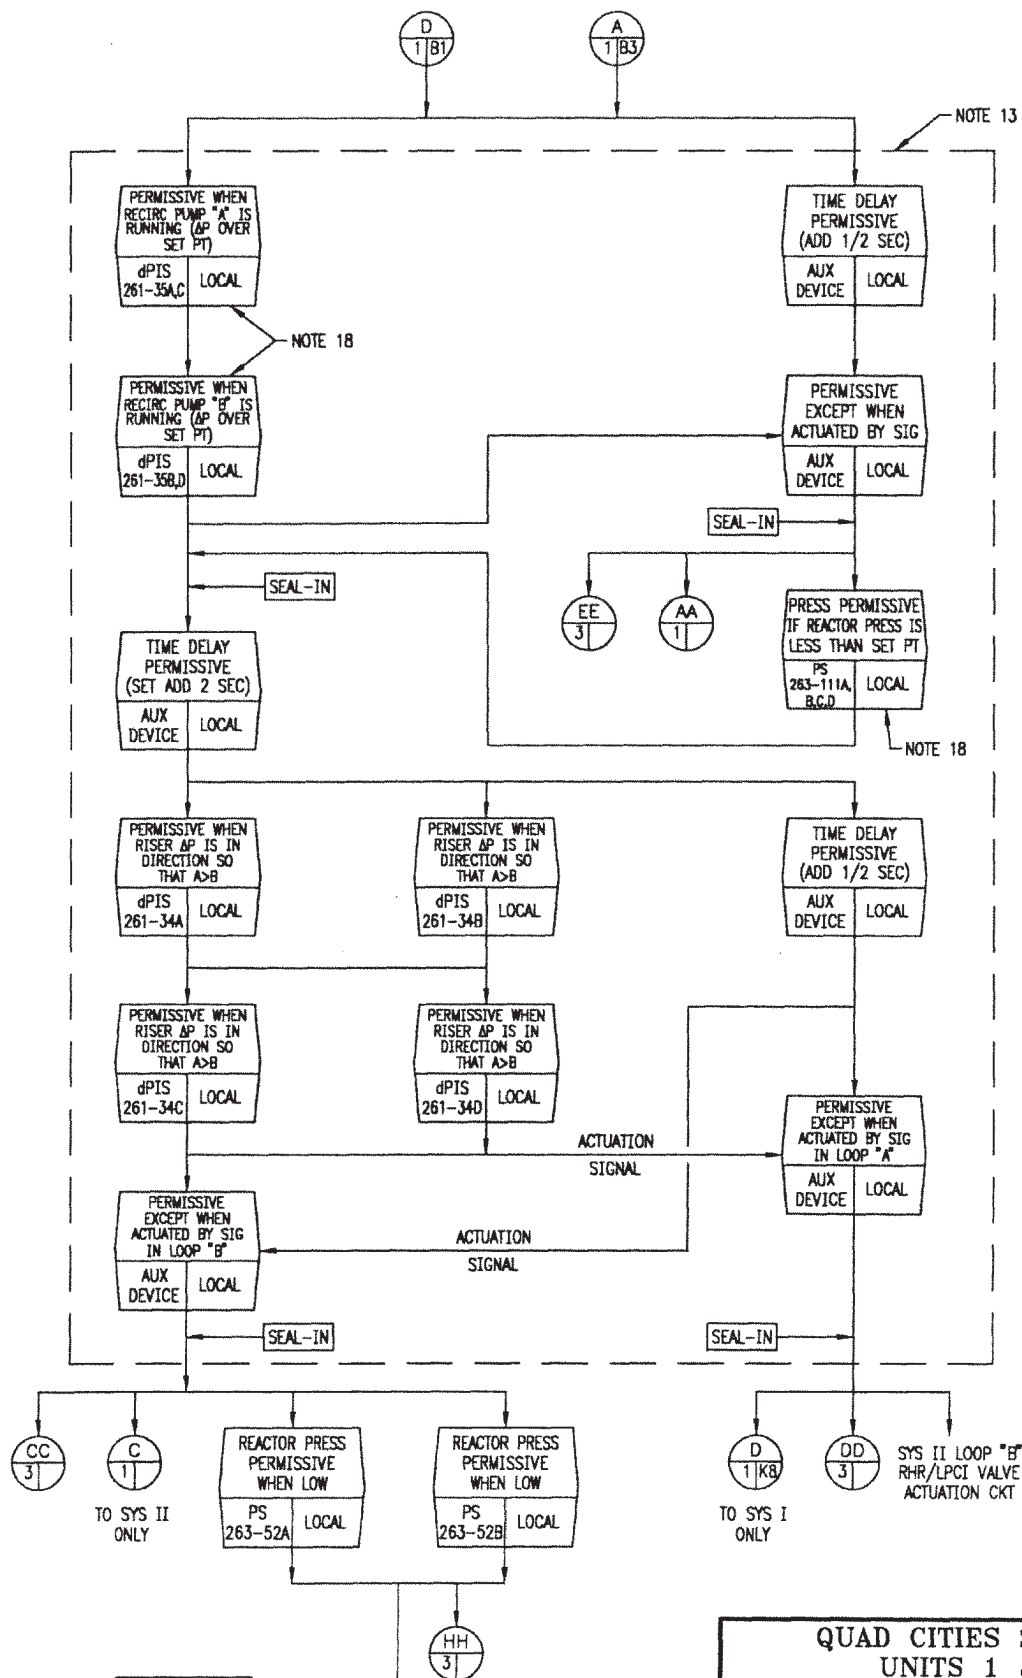 D
1 B1
A
1 B3
NOTE 13
PERMISSIVE WHEN
RECIRC PUMP "A" IS
RUNNING (ΔP OVER
SET PT)
dPIS
261-35A,C
LOCAL
TIME DELAY
PERMISSIVE
(ADD 1/2 SEC)
AUX
DEVICE
LOCAL
NOTE 18
PERMISSIVE WHEN
RECIRC PUMP "B" IS
RUNNING (ΔP OVER
SET PT)
dPIS
261-35B,D
LOCAL
PERMISSIVE
EXCEPT WHEN
ACTUATED BY SIG
AUX
DEVICE
LOCAL
SEAL-IN
SEAL-IN
EE
3
AA
1
PRESS PERMISSIVE
IF REACTOR PRESS IS
LESS THAN SET PT
PS
263-111A,
B,C,D
LOCAL
NOTE 18
TIME DELAY
PERMISSIVE
(SET ADD 2 SEC)
AUX
DEVICE
LOCAL
PERMISSIVE WHEN
RISER ΔP IS IN
DIRECTION SO
THAT A>B
dPIS
261-34A
LOCAL
PERMISSIVE WHEN
RISER ΔP IS IN
DIRECTION SO
THAT A>B
dPIS
261-34B
LOCAL
TIME DELAY
PERMISSIVE
(ADD 1/2 SEC)
AUX
DEVICE
LOCAL
PERMISSIVE WHEN
RISER ΔP IS IN
DIRECTION SO
THAT A>B
dPIS
261-34C
LOCAL
PERMISSIVE WHEN
RISER ΔP IS IN
DIRECTION SO
THAT A>B
dPIS
261-34D
LOCAL
ACTUATION
SIGNAL
PERMISSIVE
EXCEPT WHEN
ACTUATED BY SIG
IN LOOP "A"
AUX
DEVICE
LOCAL
PERMISSIVE
EXCEPT WHEN
ACTUATED BY SIG
IN LOOP "B"
AUX
DEVICE
LOCAL
ACTUATION
SIGNAL
SEAL-IN
SEAL-IN
CC
3
C
1
TO SYS II
ONLY
REACTOR PRESS
PERMISSIVE
WHEN LOW
PS
263-52A
LOCAL
REACTOR PRESS
PERMISSIVE
WHEN LOW
PS
263-52B
LOCAL
D
1 K8
TO SYS I
ONLY
DD
3
SYS II LOOP "B"
RHR/LPCI VALVE
ACTUATION CKT
HH
3
QUAD CITIES
UNITS 1